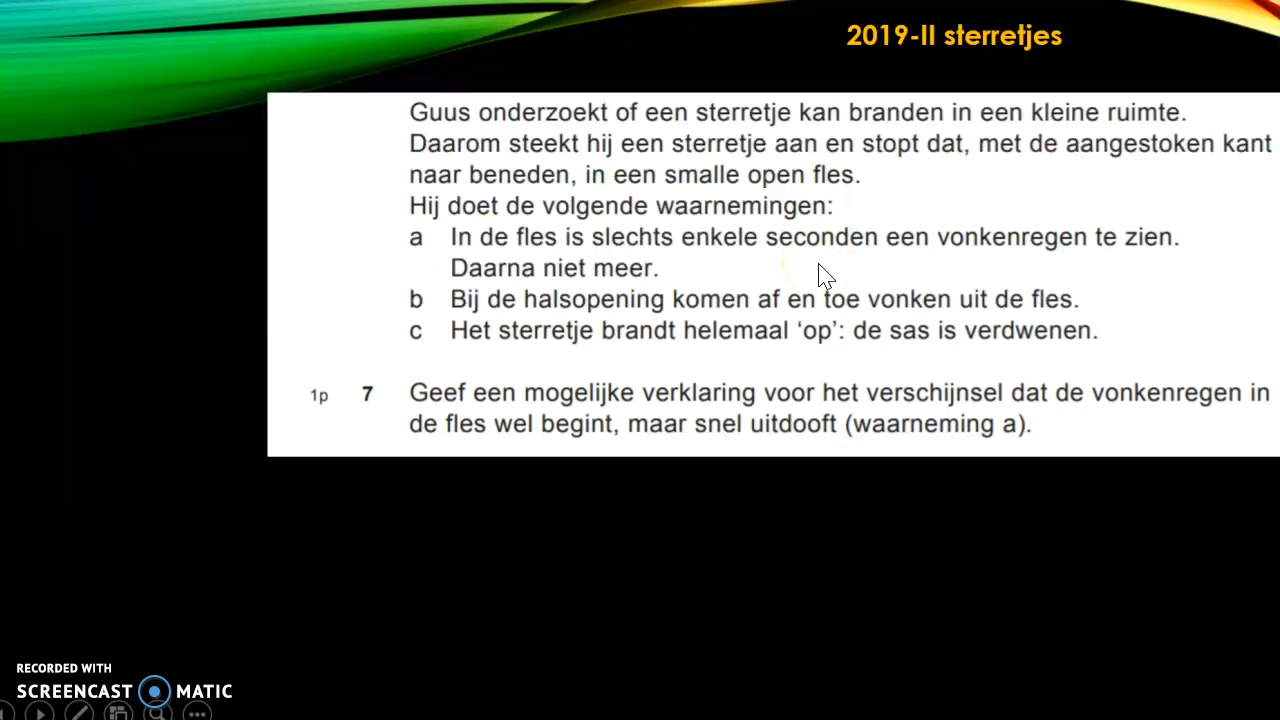 2019-II sterretjes
Guus onderzoekt of een sterretje kan branden in een kleine ruimte.
Daarom steekt hij een sterretje aan en stopt dat, met de aangestoken kant
naar beneden, in een smalle open fles.
Hij doet de volgende waarnemingen:
a In de fles is slechts enkele seconden een vonkenregen te zien.
Daarna niet meer.
b Bij de halsopening komen af en toe vonken uit de fles.
c Het sterretje brandt helemaal ‘op’: de sas is verdwenen.
1p 7 Geef een mogelijke verklaring voor het verschijnsel dat de vonkenregen in
de fles wel begint, maar snel uitdooft (waarneming a).
RECORDED WITH
SCREENCAST MATIC